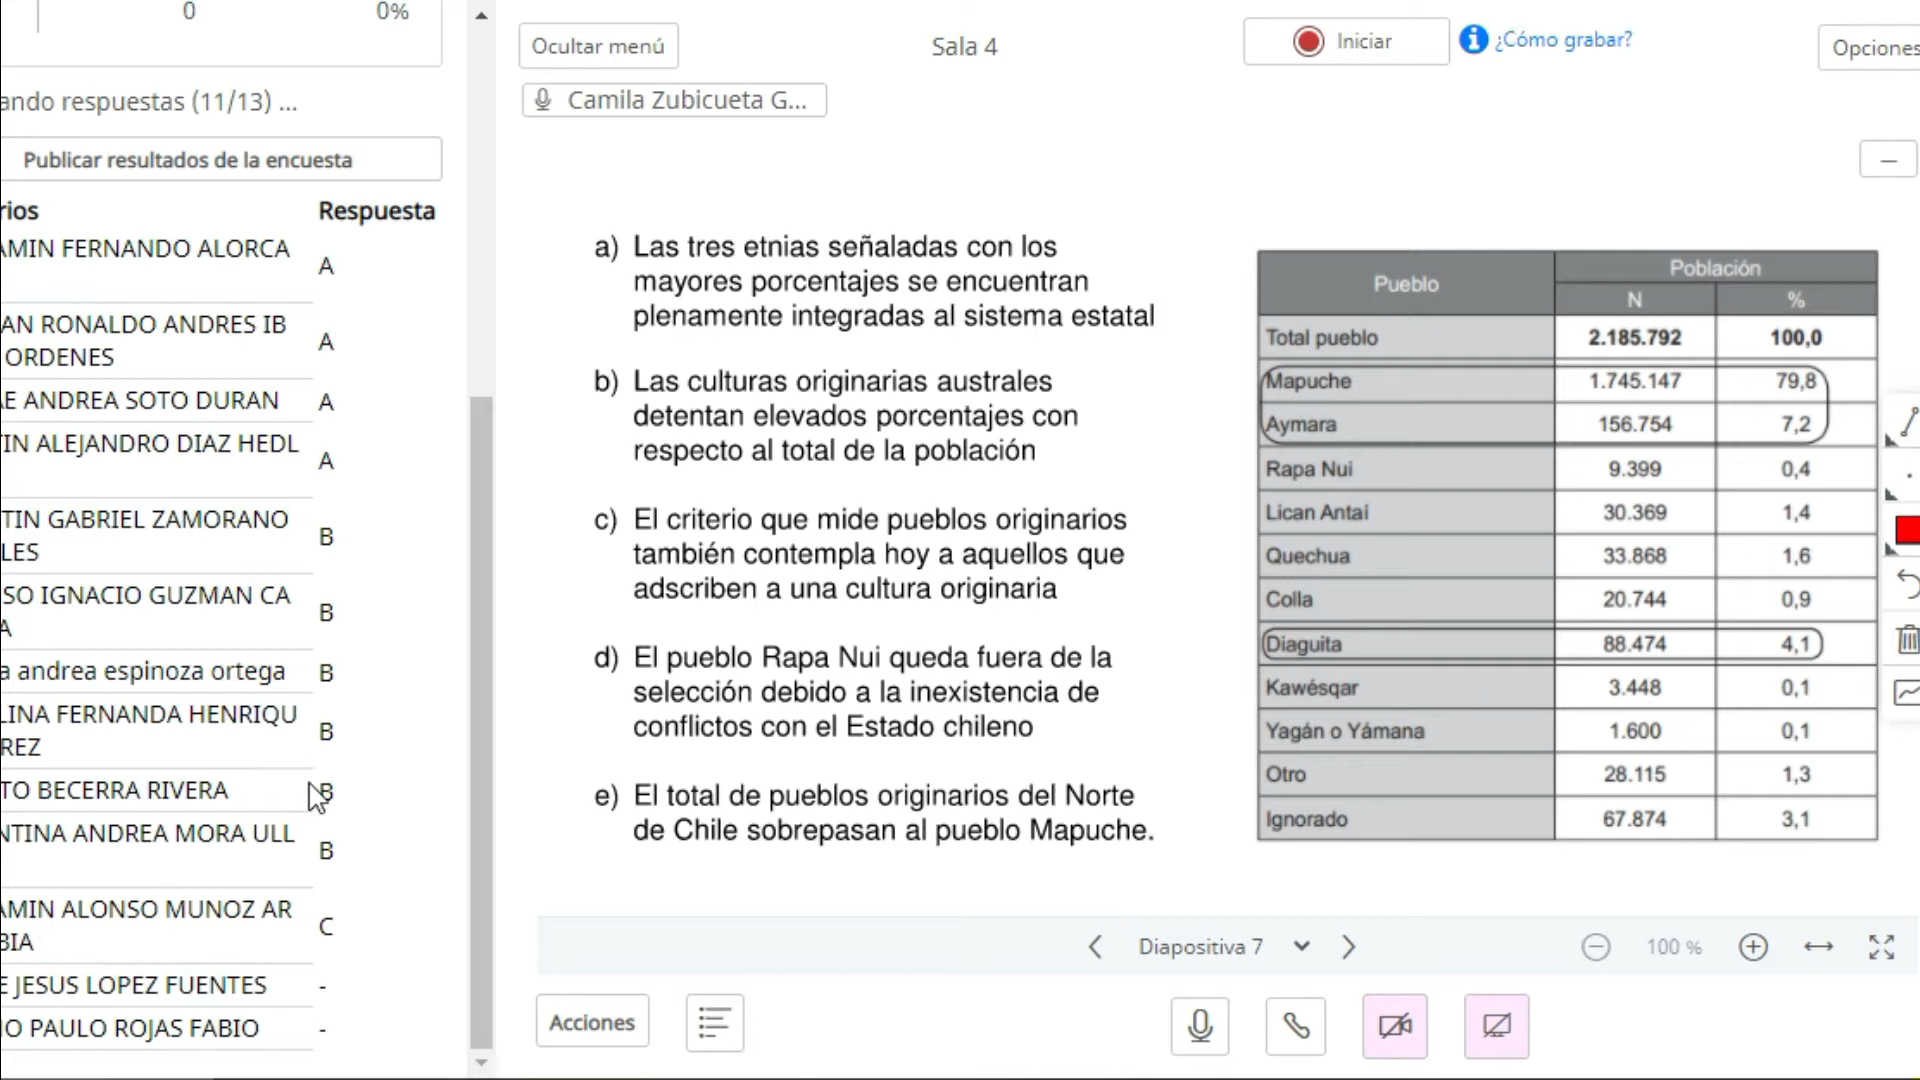 0 0%
ando respuestas (11/13) ...
Publicar resultados de la encuesta
rios Respuesta
AMIN FERNANDO ALORCA
A
AN RONALDO ANDRES IB
ORDENES
A
AE ANDREA SOTO DURAN A
TIN ALEJANDRO DIAZ HEDL
A
TIN GABRIEL ZAMORANO
LES
B
SO IGNACIO GUZMAN CA
A
B
a andrea espinoza ortega B
LINA FERNANDA HENRIQU
REZ
B
TO BECERRA RIVERA B
NTINA ANDREA MORA ULL
B
AMIN ALONSO MUNOZ AR
BIA
C
E JESUS LOPEZ FUENTES -
IO PAULO ROJAS FABIO -
Ocultar menú
Sala 4
Iniciar
¿Cómo grabar?
Opciones
Camila Zubicueta G...
a) Las tres etnias señaladas con los
mayores porcentajes se encuentran
plenamente integradas al sistema estatal
b) Las culturas originarias australes
detentan elevados porcentajes con
respecto al total de la población
c) El criterio que mide pueblos originarios
también contempla hoy a aquellos que
adscriben a una cultura originaria
d) El pueblo Rapa Nui queda fuera de la
selección debido a la inexistencia de
conflictos con el Estado chileno
e) El total de pueblos originarios del Norte
de Chile sobrepasan al pueblo Mapuche.
Pueblo Población
N %
Total pueblo 2.185.792 100,0
Mapuche 1.745.147 79,8
Aymara 156.754 7,2
Rapa Nui 9.399 0,4
Lican Antai 30.369 1,4
Quechua 33.868 1,6
Colla 20.744 0,9
Diaguita 88.474 4,1
Kawésqar 3.448 0,1
Yagán o Yámana 1.600 0,1
Otro 28.115 1,3
Ignorado 67.874 3,1
Diapositiva 7
100 %
Acciones